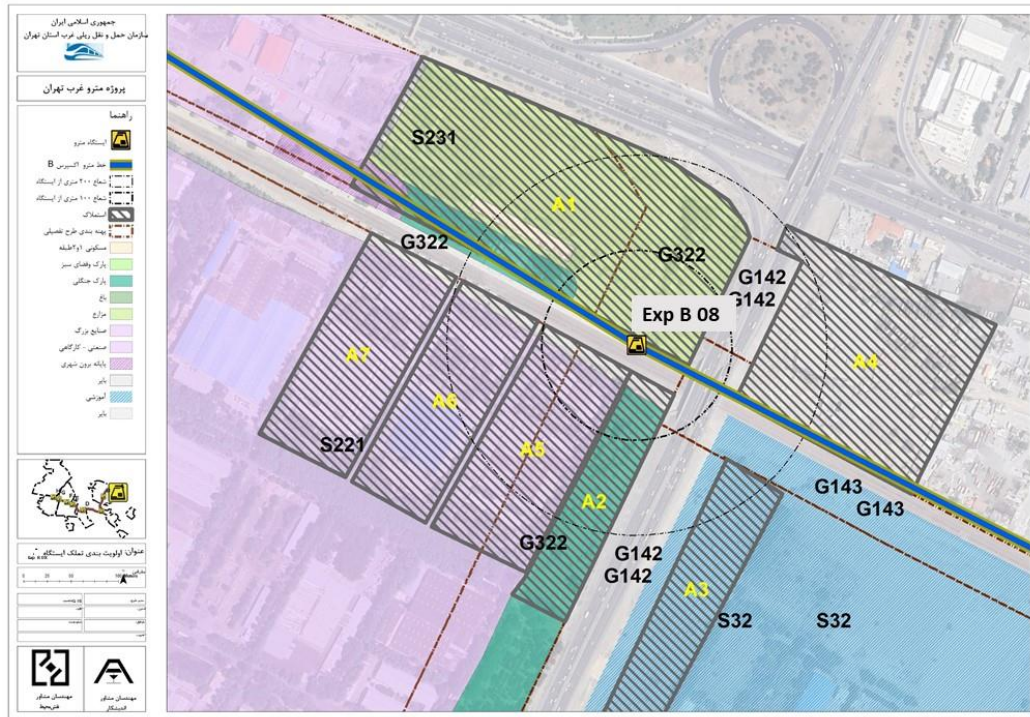 جمهوری اسلامی ایران
سازمان حمل و نقل ریلی غرب استان تهران
پروژه مترو غرب تهران
راهنما
ایستگاه مترو
خط مترو اکسپرس B
شعاع ۲۰۰ متری از ایستگاه
شعاع ۱۰۰ متری از ایستگاه
استملاک
پهنه بندی طرح تفصیلی
مسکونی ۱و۲طبقه
پارک وفضای سبز
پارک جنگلی
باغ
مزارع
صنایع بزرگ
صنعتی - کارگاهی
پایانه برون شهری
بایر
آموزشی
بایر
عنوان: اولویت بندی تملک ایستگاه
مهندسان مشاور
مهندسان مشاور
اندیشکار
S231
A1
G322
G322
G142
G142
Exp B 08
A7
A6
A4
S221
A5
A2
G143
G143
G322
G142
G142
A3
S32
S32